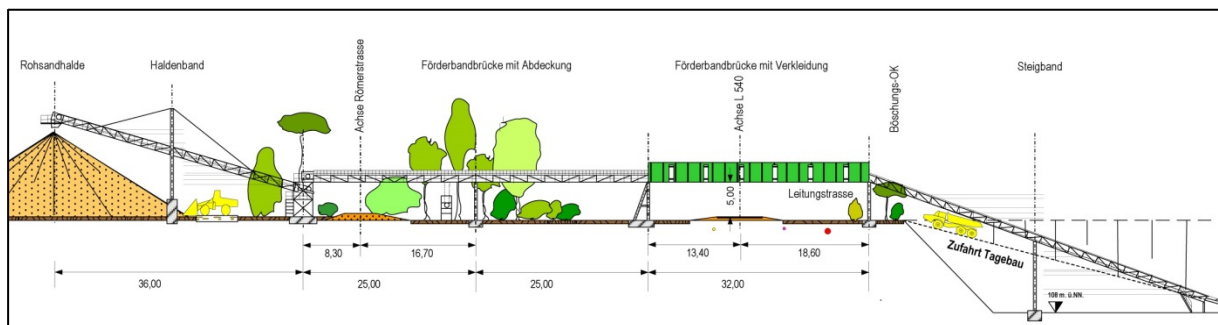 Rohsandhalde
Haldenband
Achse Römerstrasse
Förderbandbrücke mit Abdeckung
Förderbandbrücke mit Verkleidung
Achse L 540
Böschungs-OK
Steigband
5,00
Leitungstrasse
Zufahrt Tagebau
8,30
16,70
13,40
18,60
36,00
25,00
25,00
32,00
108 m. ü.NN.